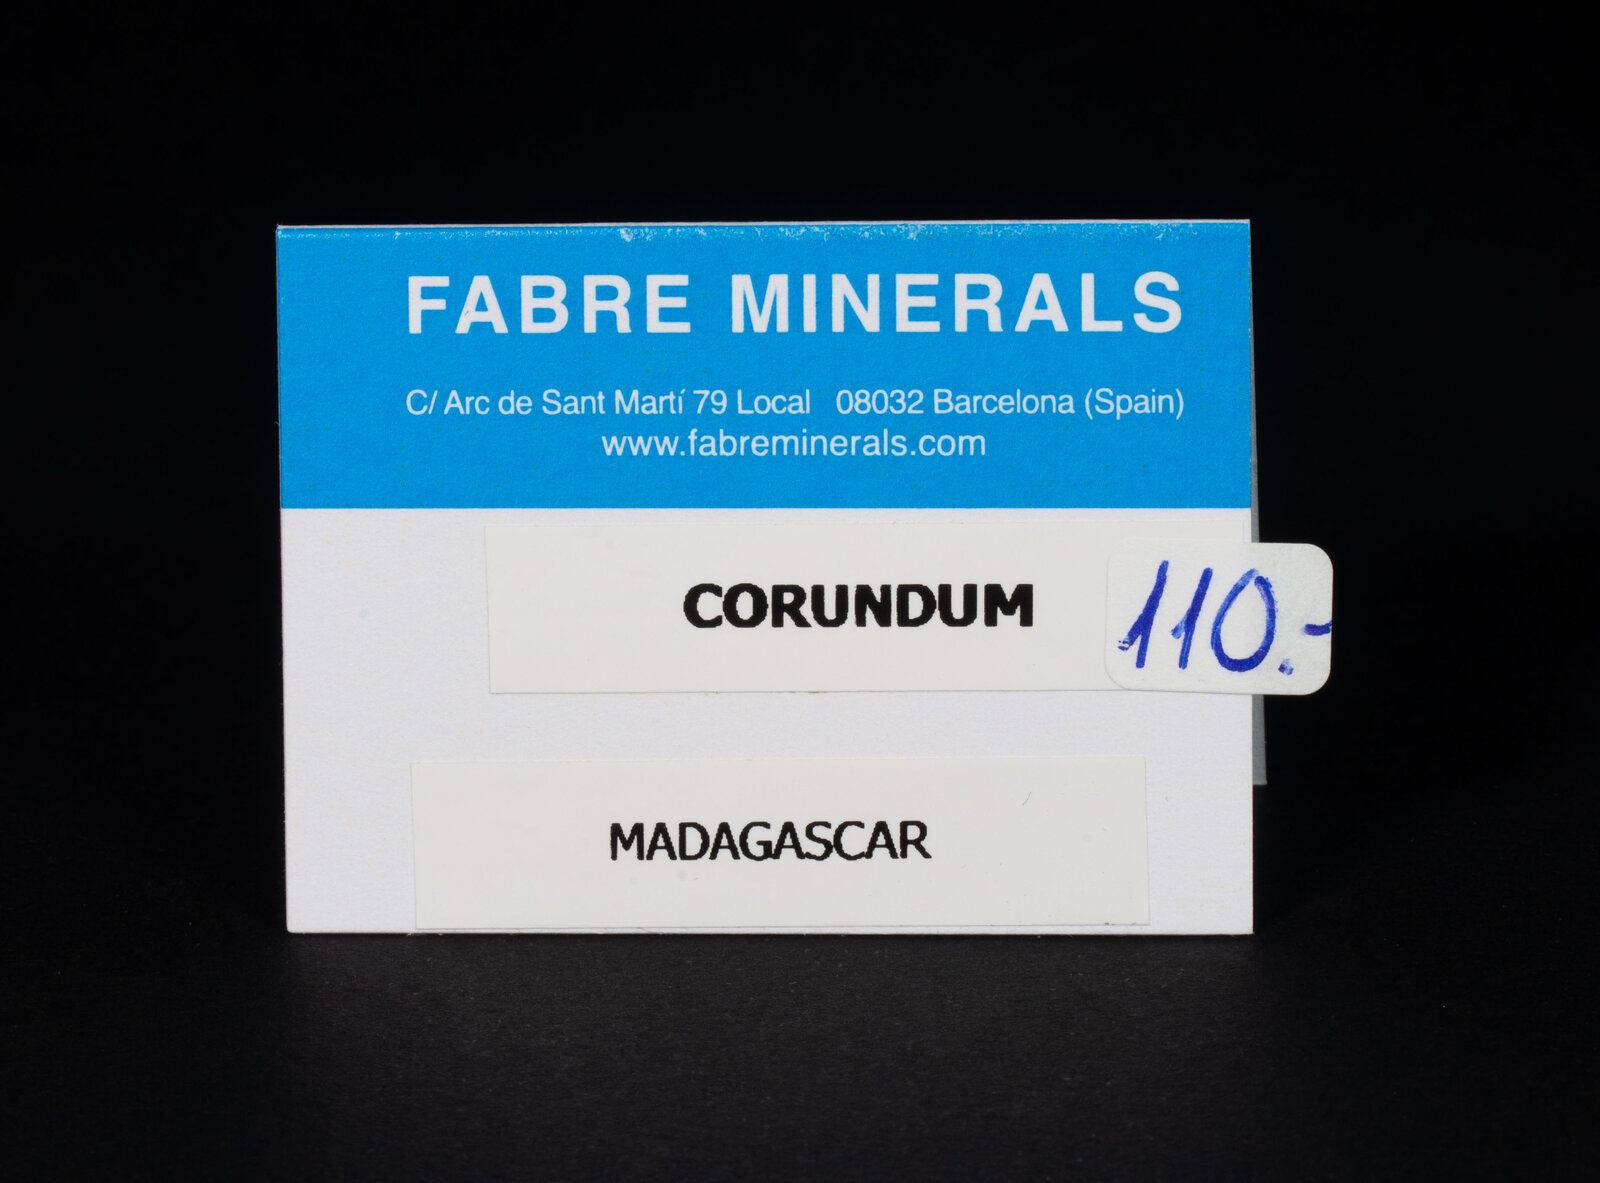 FABRE MINERALS
C/ Arc de Sant Martí 79 Local 08032 Barcelona (Spain)
www.fabreminerals.com
CORUNDUM
110.-
MADAGASCAR